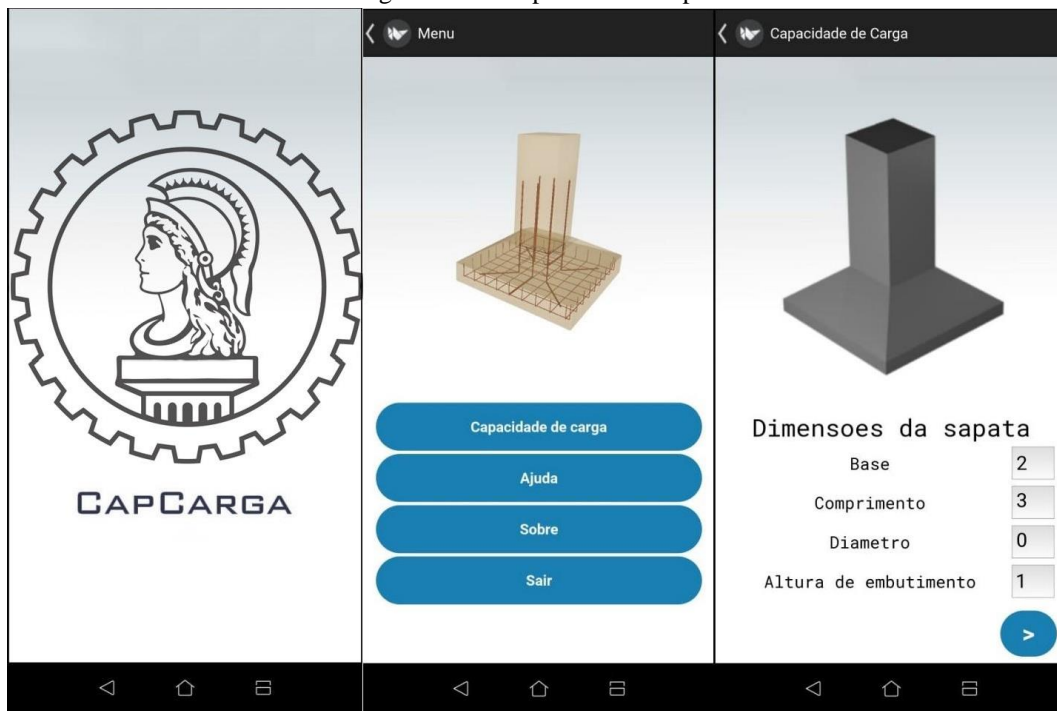 CAPCARGA
Menu
Capacidade de carga
Ajuda
Sobre
Sair
Capacidade de Carga
Dimensoes da sapata
Base 2
Comprimento 3
Diametro 0
Altura de embutimento 1
>